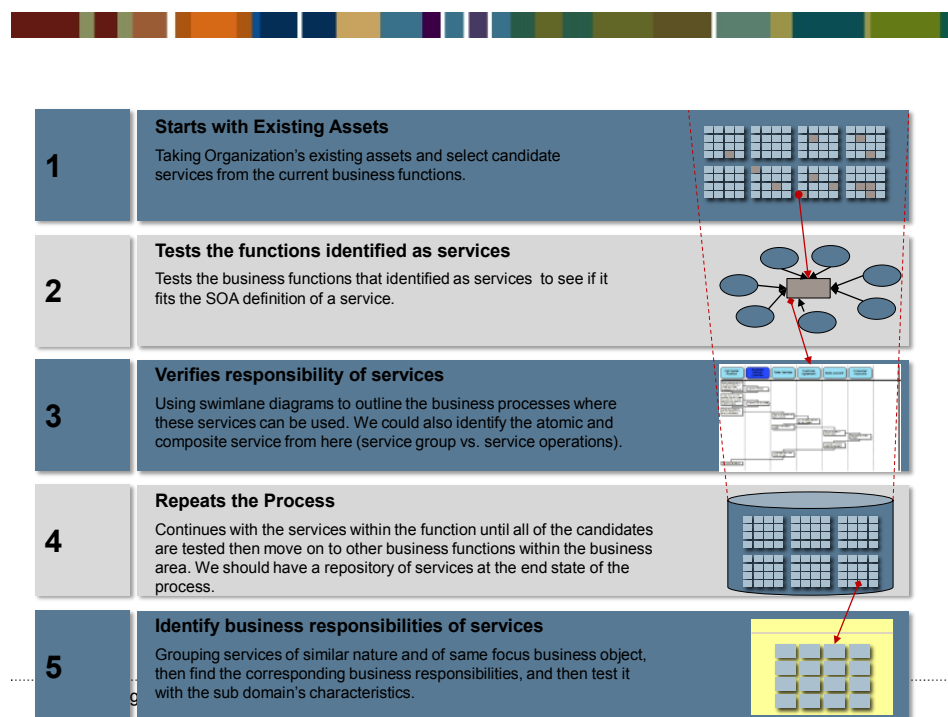 1
Starts with Existing Assets
Taking Organization's existing assets and select candidate
services from the current business functions.
2
Tests the functions identified as services
Tests the business functions that identified as services to see if it
fits the SOA definition of a service.
3
Verifies responsibility of services
Using swimlane diagrams to outline the business processes where
these services can be used. We could also identify the atomic and
composite service from here (service group vs. service operations).
4
Repeats the Process
Continues with the services within the function until all of the candidates
are tested then move on to other business functions within the business
area. We should have a repository of services at the end state of the
process.
5
Identify business responsibilities of services
Grouping services of similar nature and of same focus business object,
then find the corresponding business responsibilities, and then test it
with the sub domain's characteristics.